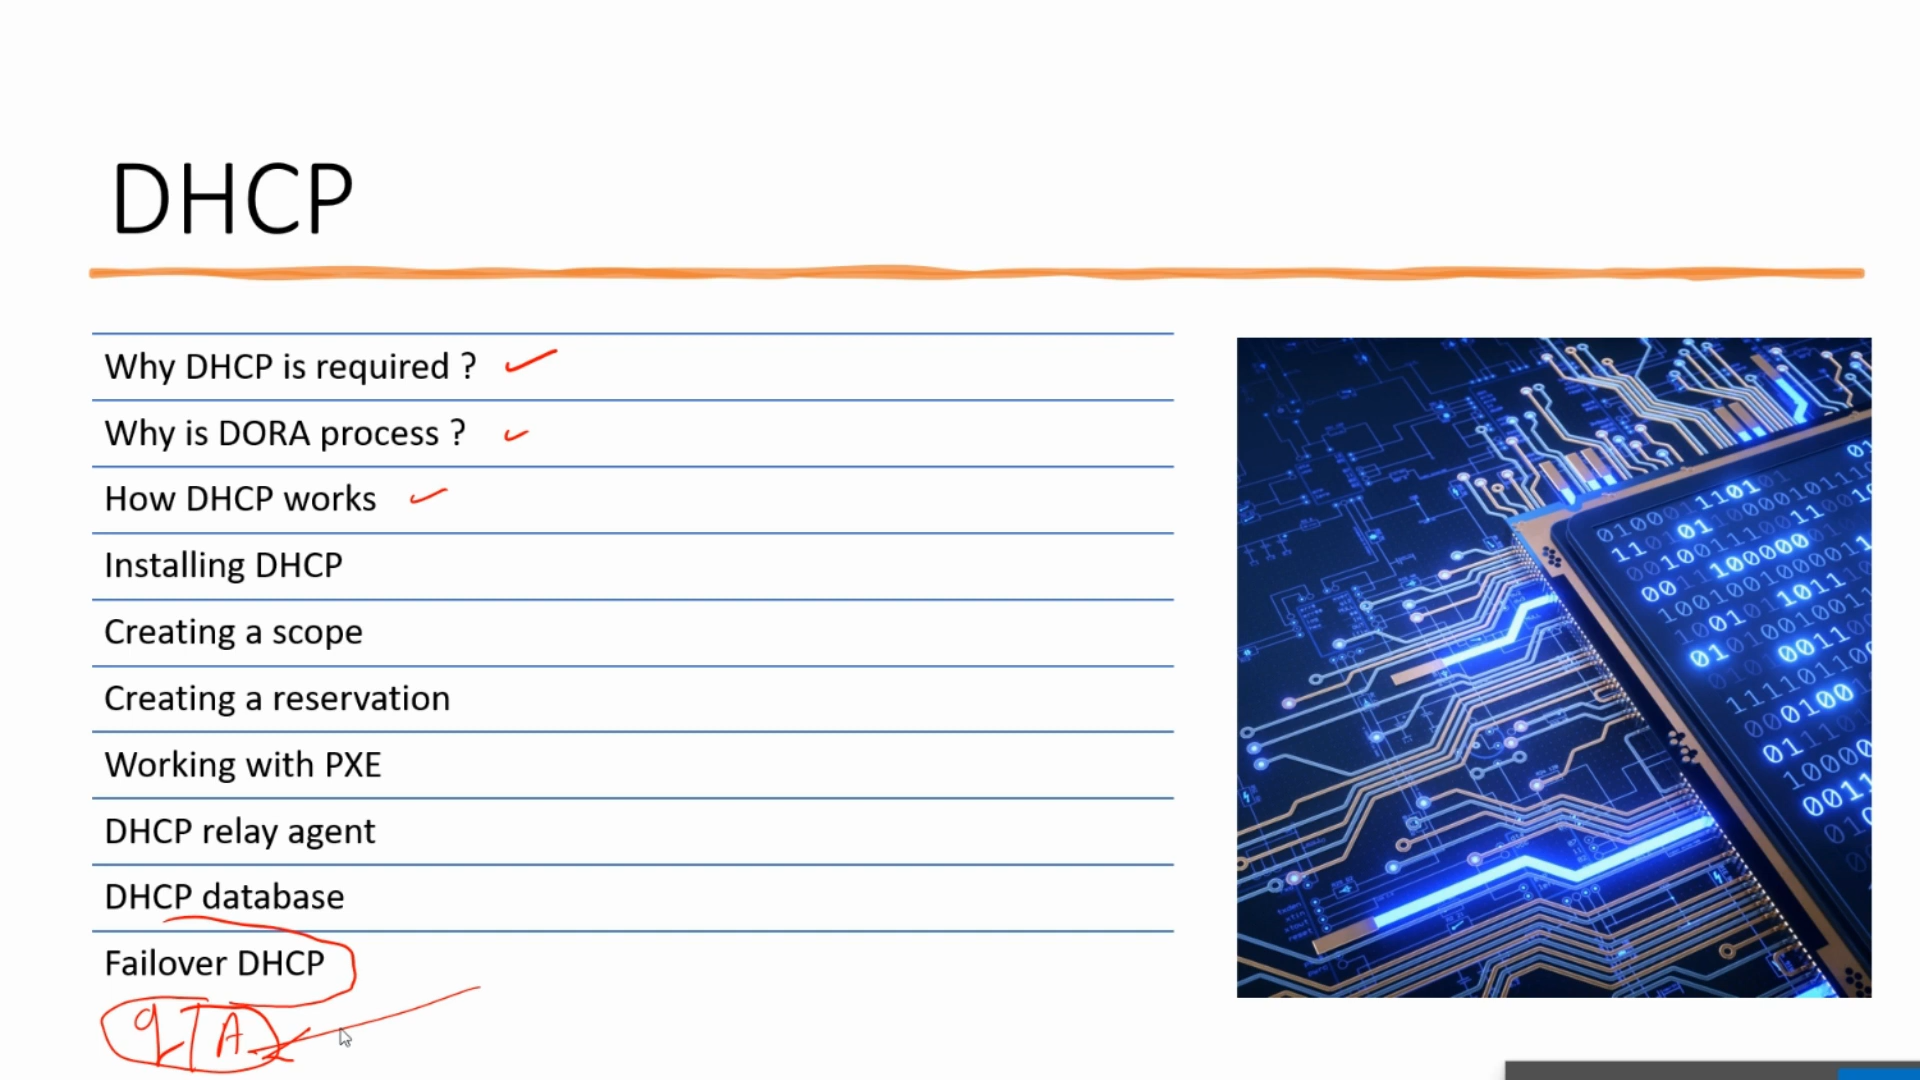 DHCP
Why DHCP is required ?
Why is DORA process ?
How DHCP works
Installing DHCP
Creating a scope
Creating a reservation
Working with PXE
DHCP relay agent
DHCP database
Failover DHCP